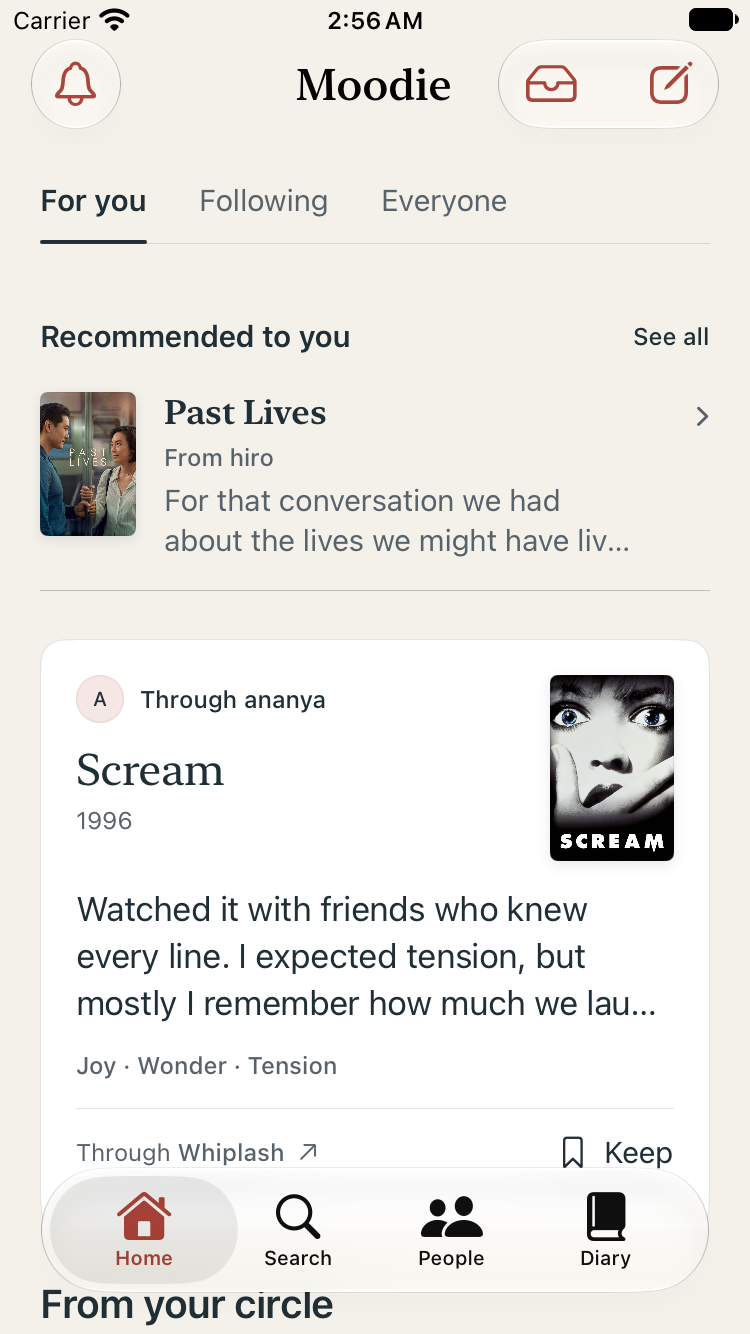 Carrier 2:56 AM
Moodie
For you Following Everyone
Recommended to you See all
PAST
LIVES
Past Lives
From hiro
For that conversation we had
about the lives we might have liv...
A Through ananya
Scream
1996
SCREAM
Watched it with friends who knew
every line. I expected tension, but
mostly I remember how much we lau...
Joy · Wonder · Tension
Through Whiplash Keep
Home Search People Diary
From your circle